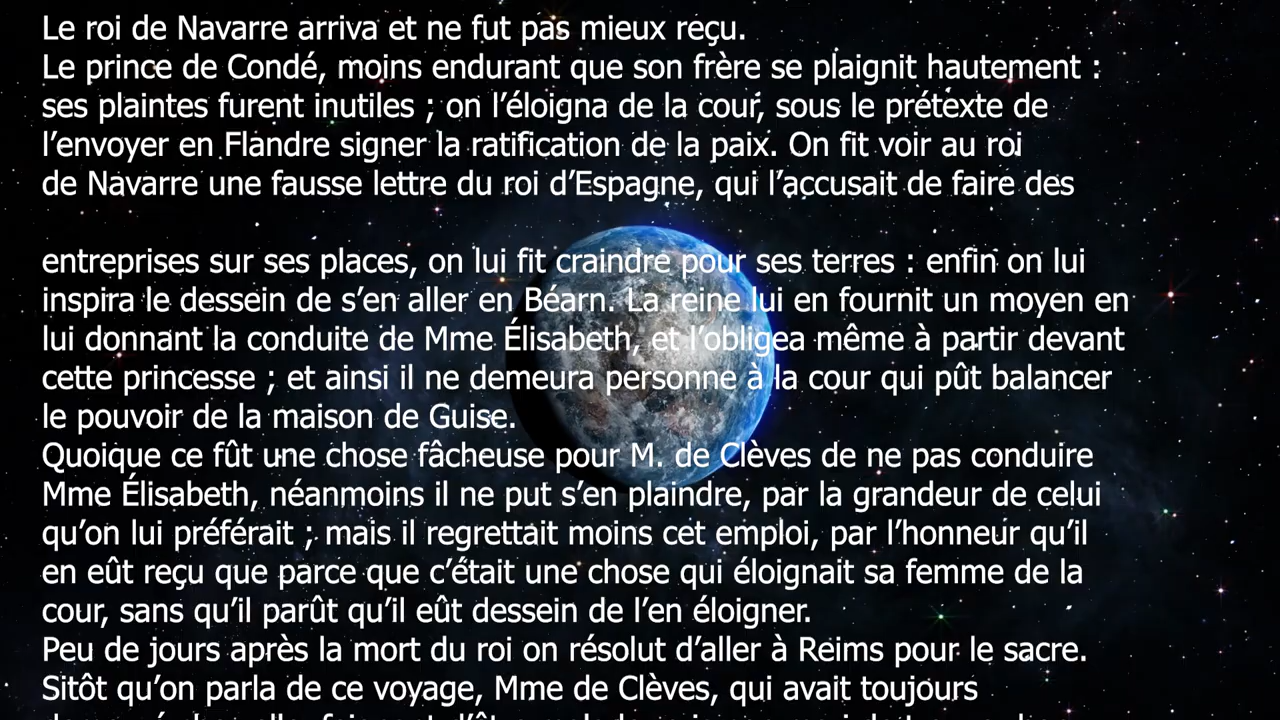 Le roi de Navarre arriva et ne fut pas mieux reçu.
Le prince de Condé, moins endurant que son frère se plaignit hautement :
ses plaintes furent inutiles ; on l’éloigna de la cour, sous le prétexte de
l’envoyer en Flandre signer la ratification de la paix. On fit voir au roi
de Navarre une fausse lettre du roi d’Espagne, qui l’accusait de faire des
entreprises sur ses places, on lui fit craindre pour ses terres : enfin on lui
inspira le dessein de s’en aller en Béarn. La reine lui en fournit un moyen en
lui donnant la conduite de Mme Élisabeth, et l’obligea même à partir devant
cette princesse ; et ainsi il ne demeura personne à la cour qui pût balancer
le pouvoir de la maison de Guise.
Quoique ce fût une chose fâcheuse pour M. de Clèves de ne pas conduire
Mme Élisabeth, néanmoins il ne put s’en plaindre, par la grandeur de celui
qu’on lui préférait ; mais il regrettait moins cet emploi, par l’honneur qu’il
en eût reçu que parce que c’était une chose qui éloignait sa femme de la
cour, sans qu’il parût qu’il eût dessein de l’en éloigner.
Peu de jours après la mort du roi on résolut d’aller à Reims pour le sacre.
Sitôt qu’on parla de ce voyage, Mme de Clèves, qui avait toujours